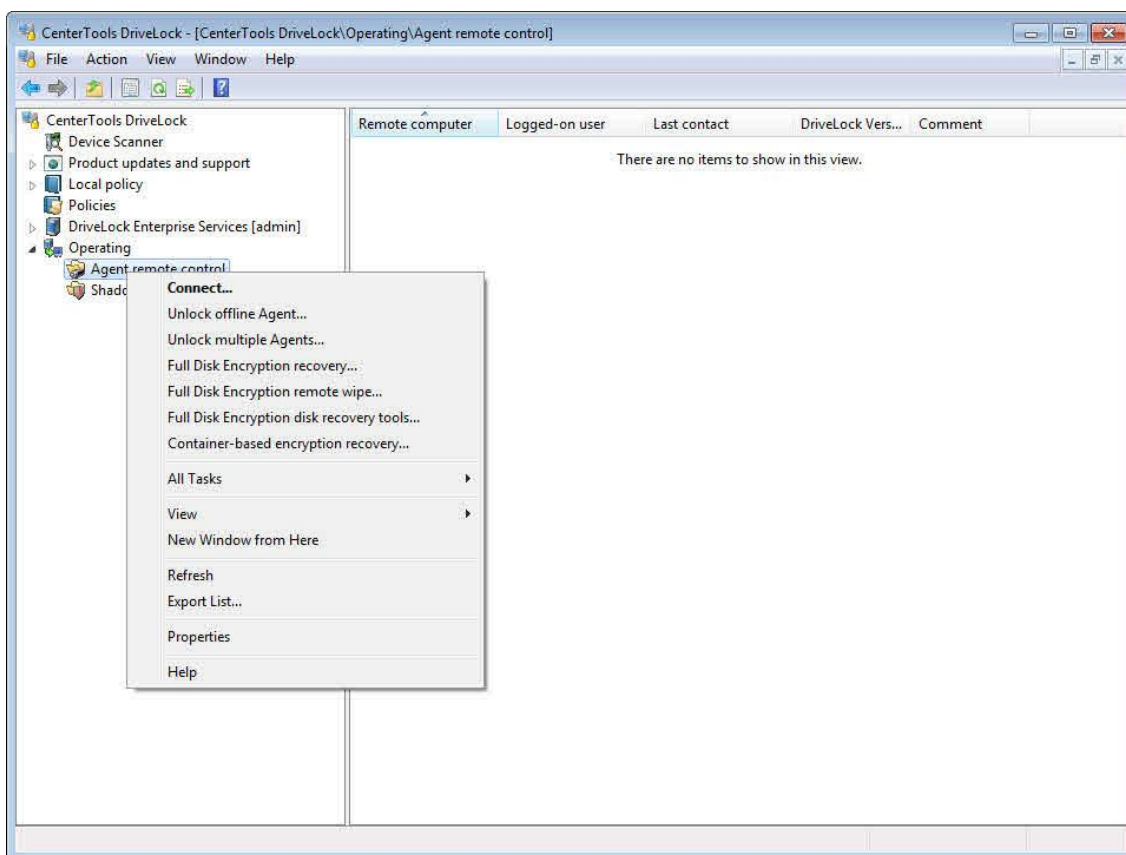 CenterTools DriveLock - [CenterTools DriveLock\Operating\Agent remote control]
File Action View Window Help
CenterTools DriveLock
Device Scanner
Product updates and support
Local policy
Policies
DriveLock Enterprise Services [admin]
Operating
Agent remote control
Shado
Remote computer Logged-on user Last contact DriveLock Vers... Comment
There are no items to show in this view.
Connect...
Unlock offline Agent...
Unlock multiple Agents...
Full Disk Encryption recovery...
Full Disk Encryption remote wipe...
Full Disk Encryption disk recovery tools...
Container-based encryption recovery...
All Tasks
View
New Window from Here
Refresh
Export List...
Properties
Help